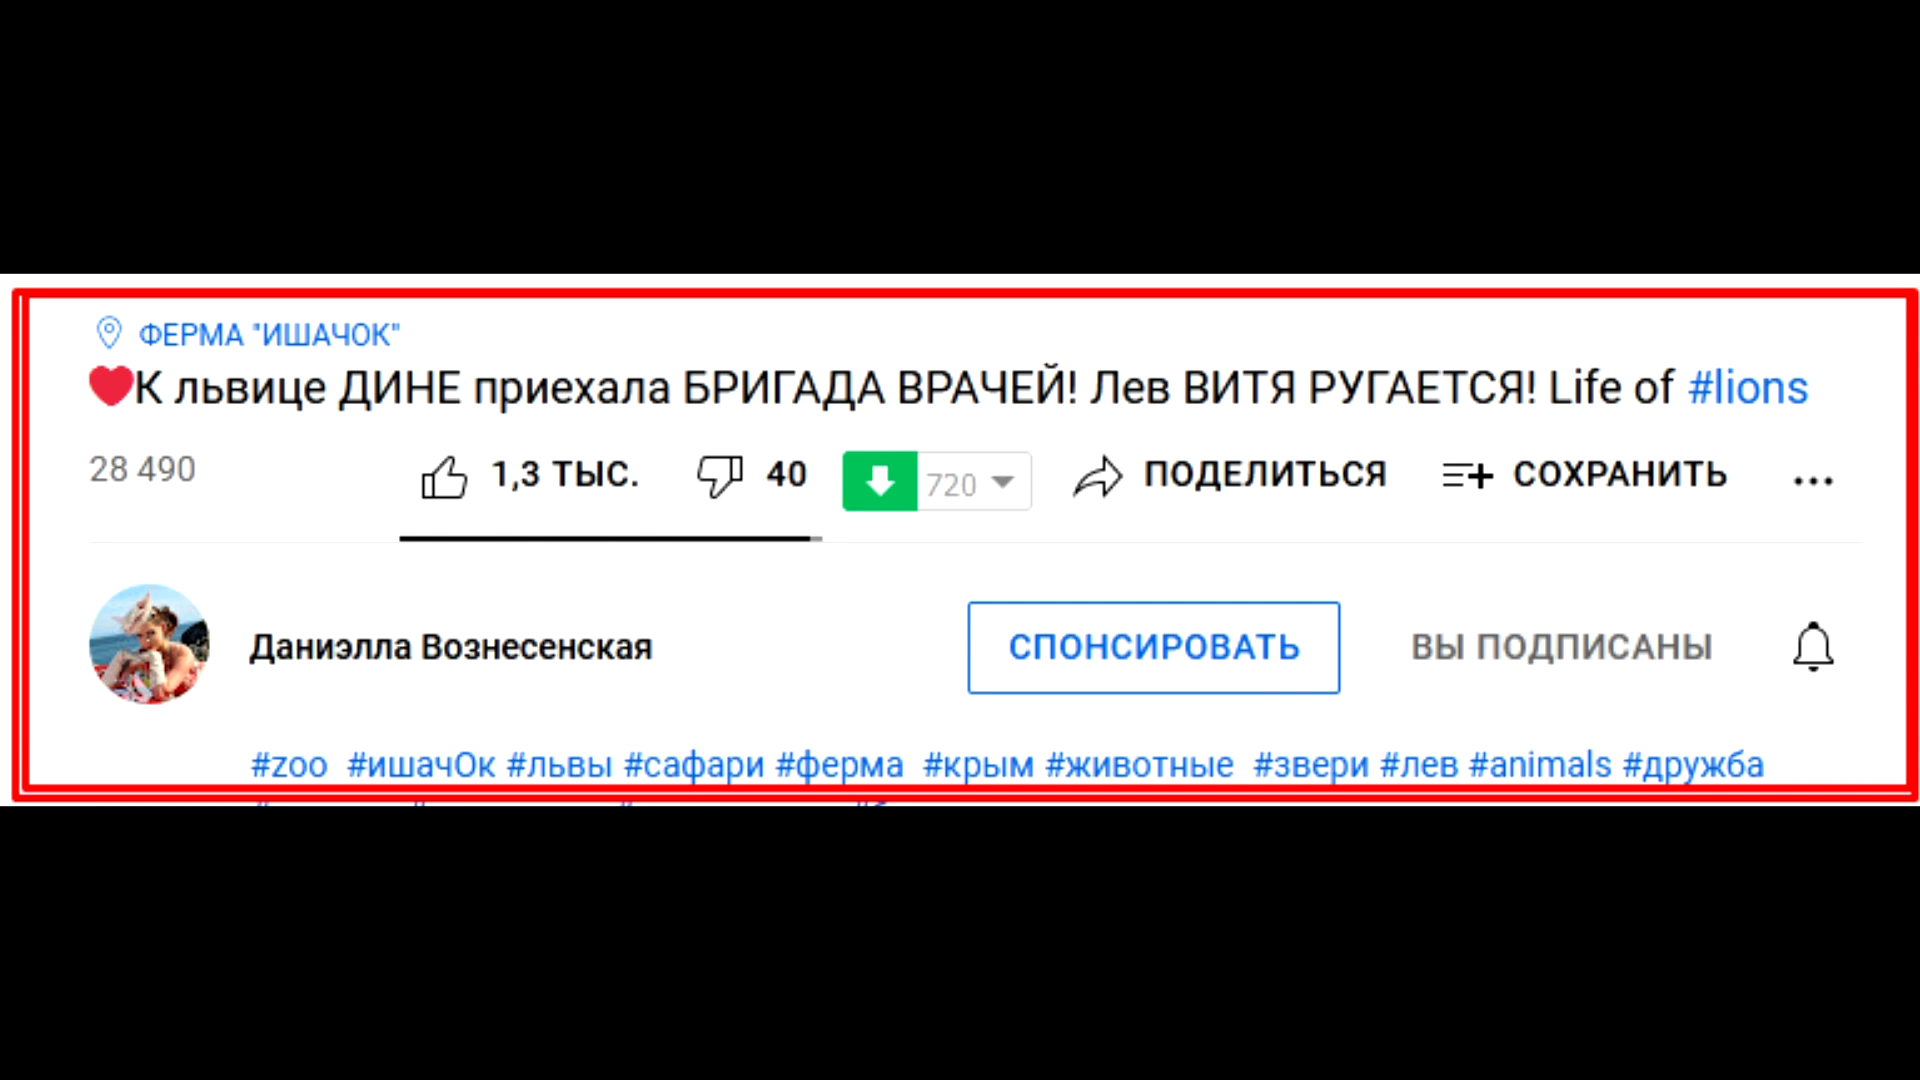 ФЕРМА "ИШАЧОК"
❤К львице ДИНЕ приехала БРИГАДА ВРАЧЕЙ! Лев ВИТЯ РУГАЕТСЯ! Life of #lions
28 490 1,3 ТЫС. 40 720 ПОДЕЛИТЬСЯ СОХРАНИТЬ ...
Даниэлла Вознесенская СПОНСИРОВАТЬ ВЫ ПОДПИСАНЫ
#zoo #ишачОк #львы #сафари #ферма #крым #животные #звери #лев #animals #дружба